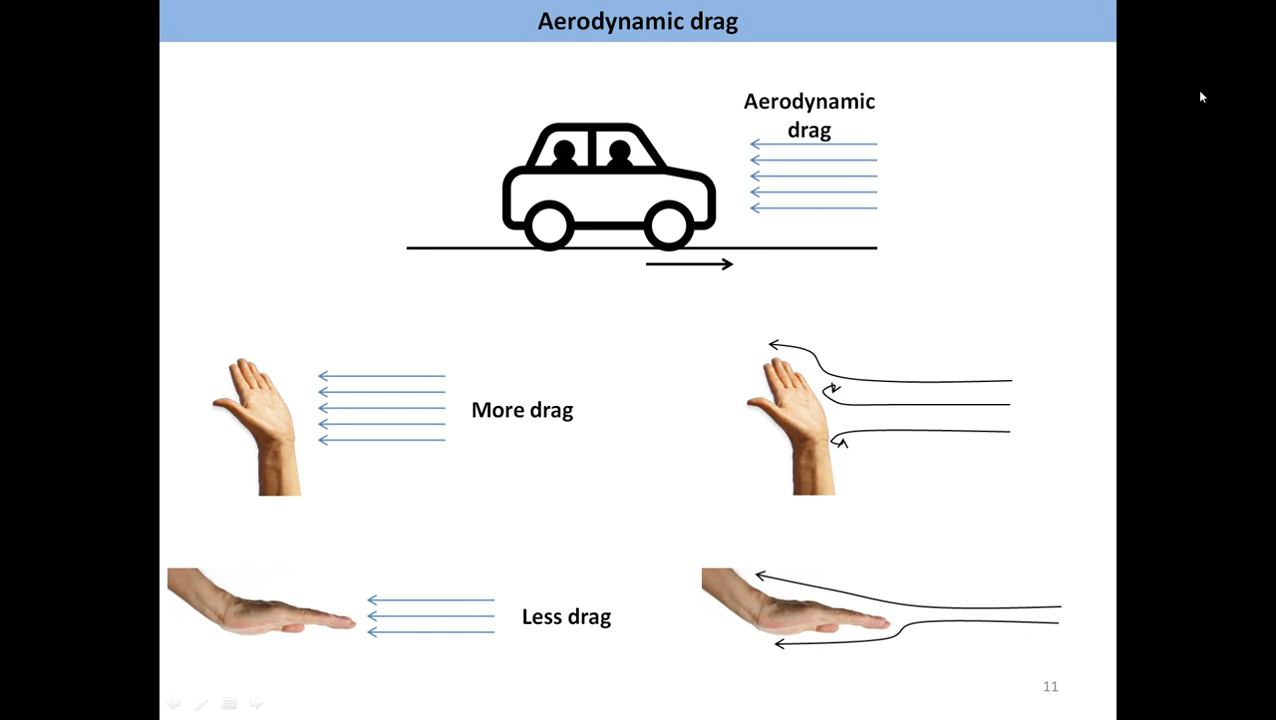 Aerodynamic drag
Aerodynamic
drag
More drag
Less drag
11